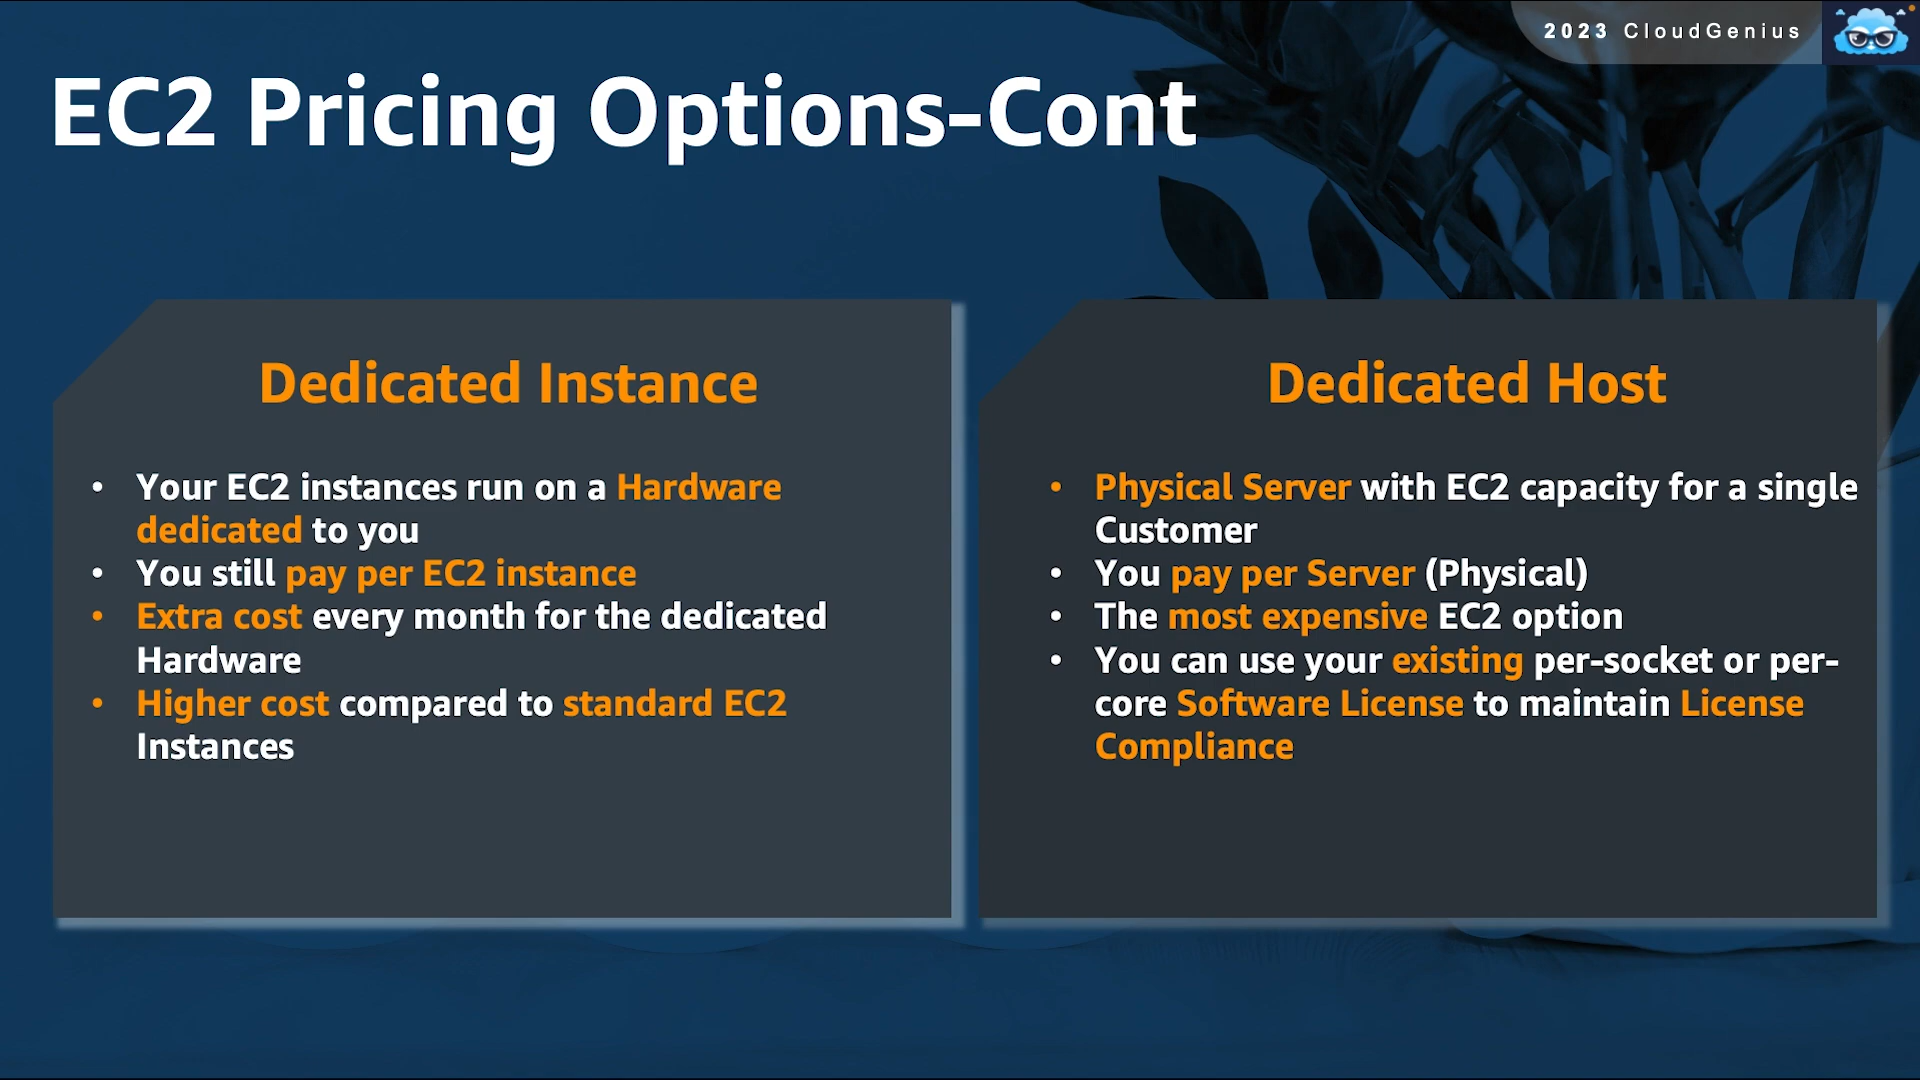 2023 CloudGenius
EC2 Pricing Options-Cont
Dedicated Instance
• Your EC2 instances run on a Hardware
dedicated to you
• You still pay per EC2 instance
• Extra cost every month for the dedicated
Hardware
• Higher cost compared to standard EC2
Instances
Dedicated Host
• Physical Server with EC2 capacity for a single
Customer
• You pay per Server (Physical)
• The most expensive EC2 option
• You can use your existing per-socket or per-
core Software License to maintain License
Compliance